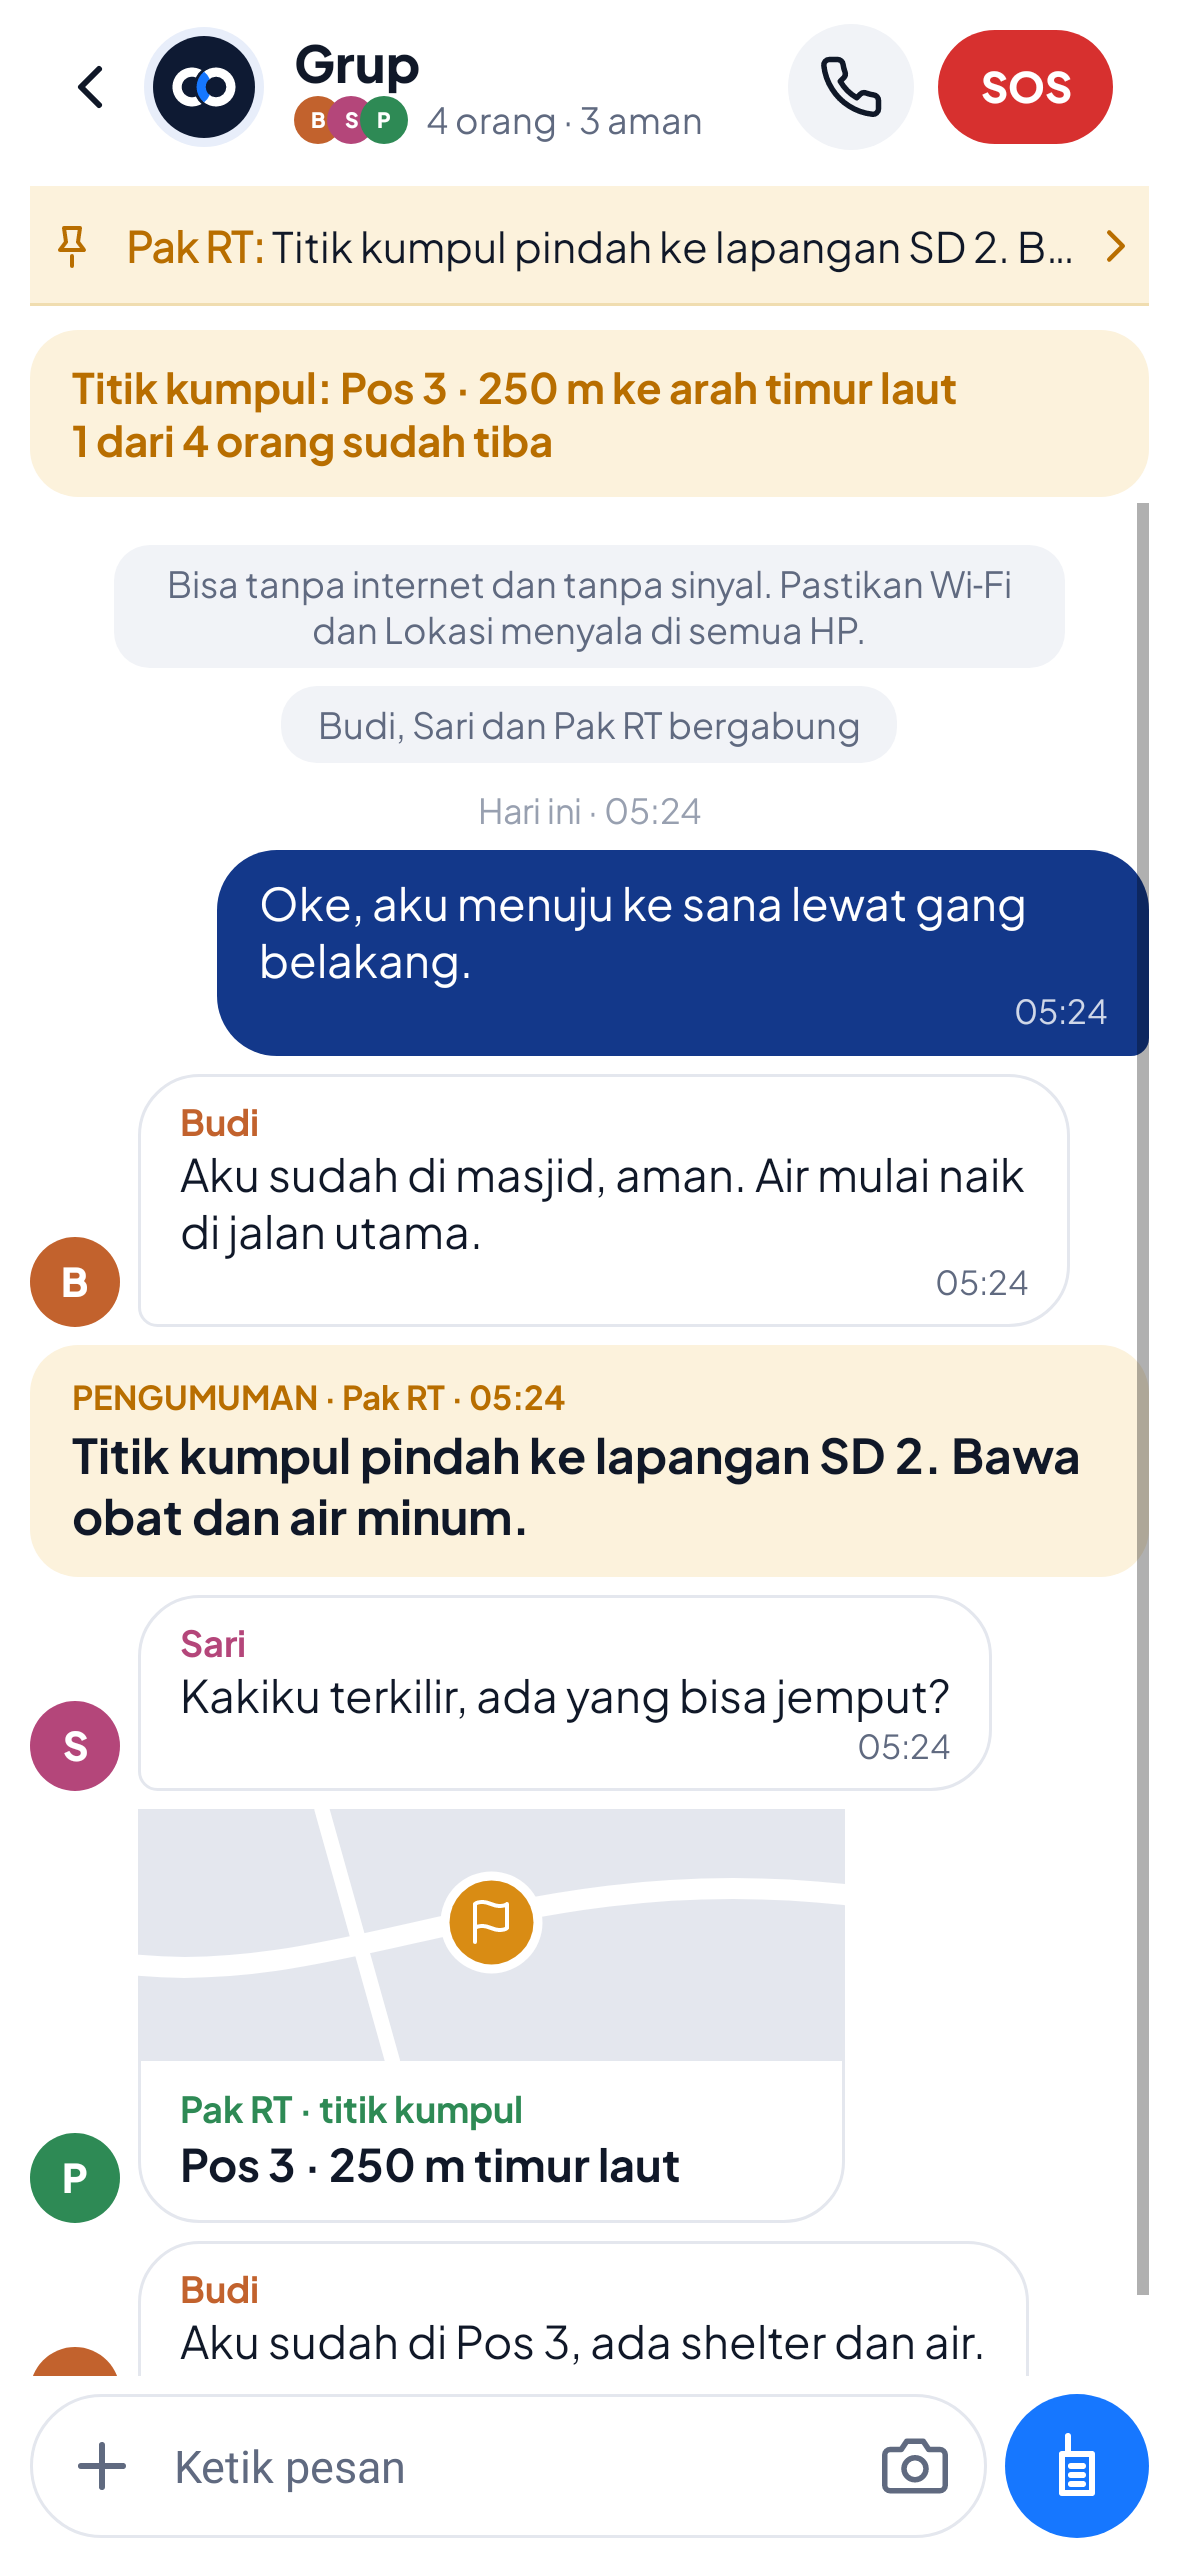 Grup
SOS
B S P 4 orang · 3 aman
Pak RT: Titik kumpul pindah ke lapangan SD 2. B...
Titik kumpul: Pos 3 · 250 m ke arah timur laut
1 dari 4 orang sudah tiba
Bisa tanpa internet dan tanpa sinyal. Pastikan Wi-Fi
dan Lokasi menyala di semua HP.
Budi, Sari dan Pak RT bergabung
Hari ini · 05:24
Oke, aku menuju ke sana lewat gang
belakang.
05:24
Budi
Aku sudah di masjid, aman. Air mulai naik
di jalan utama.
05:24
B
PENGUMUMAN · Pak RT · 05:24
Titik kumpul pindah ke lapangan SD 2. Bawa
obat dan air minum.
Sari
Kakiku terkilir, ada yang bisa jemput?
05:24
S
Pak RT · titik kumpul
Pos 3 · 250 m timur laut
P
Budi
Aku sudah di Pos 3, ada shelter dan air.
Ketik pesan